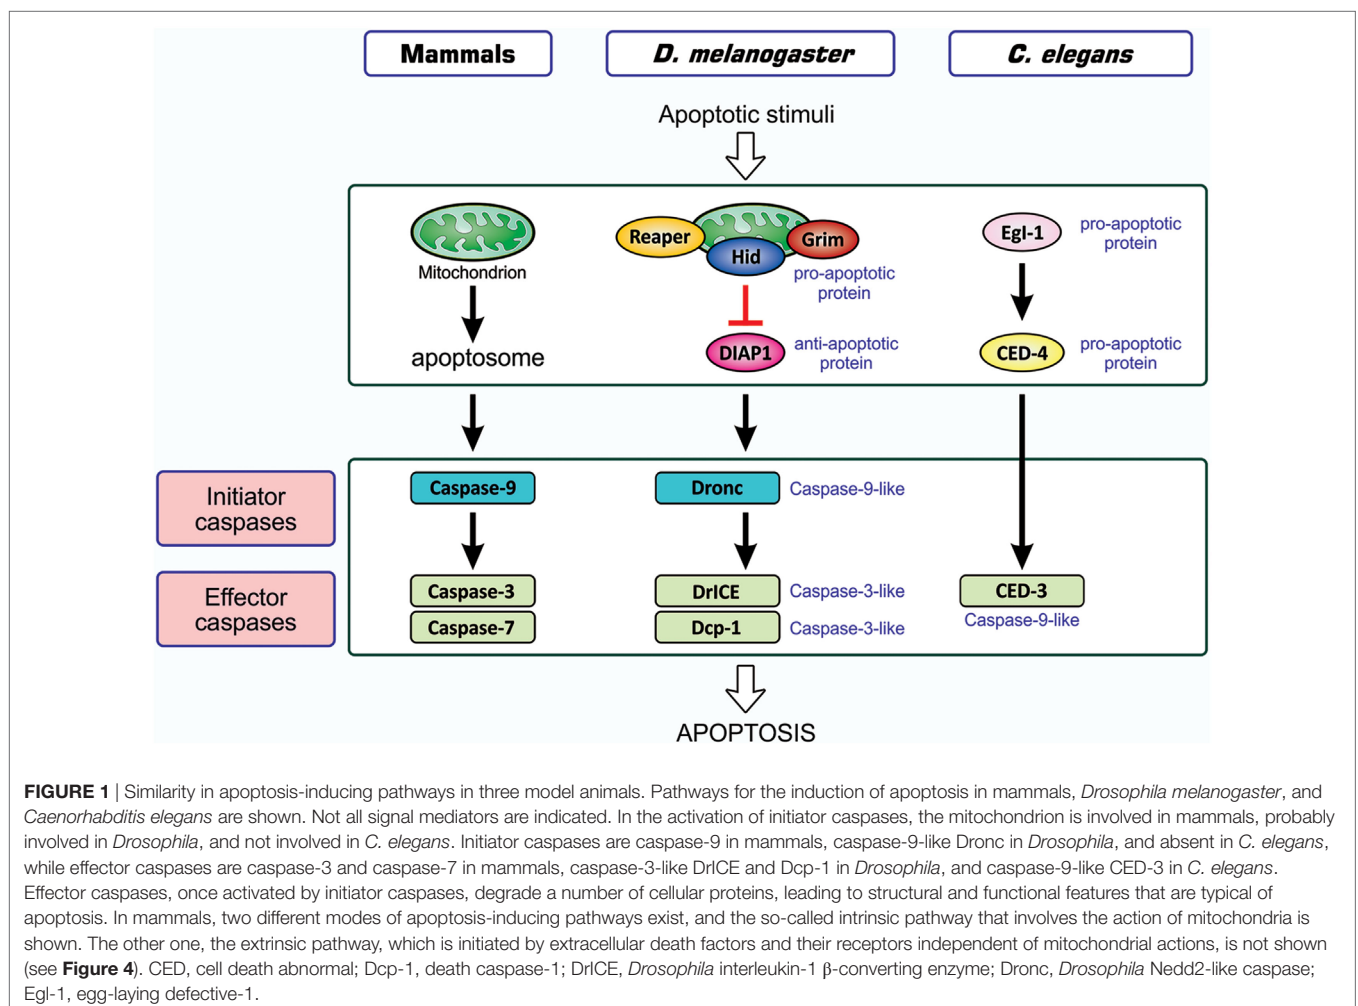 Mammals
D. melanogaster
C. elegans
Apoptotic stimuli
Mitochondrion
apoptosome
Reaper
Hid
Grim
pro-apoptotic
protein
DIAP1
anti-apoptotic
protein
Egl-1
pro-apoptotic
protein
CED-4
pro-apoptotic
protein
Initiator
caspases
Caspase-9
Dronc
Caspase-9-like
Effector
caspases
Caspase-3
Caspase-7
DrICE
Caspase-3-like
Dcp-1
Caspase-3-like
CED-3
Caspase-9-like
APOPTOSIS
FIGURE 1 | Similarity in apoptosis-inducing pathways in three model animals. Pathways for the induction of apoptosis in mammals, Drosophila melanogaster, and
Caenorhabditis elegans are shown. Not all signal mediators are indicated. In the activation of initiator caspases, the mitochondrion is involved in mammals, probably
involved in Drosophila, and not involved in C. elegans. Initiator caspases are caspase-9 in mammals, caspase-9-like Dronc in Drosophila, and absent in C. elegans,
while effector caspases are caspase-3 and caspase-7 in mammals, caspase-3-like DrICE and Dcp-1 in Drosophila, and caspase-9-like CED-3 in C. elegans.
Effector caspases, once activated by initiator caspases, degrade a number of cellular proteins, leading to structural and functional features that are typical of
apoptosis. In mammals, two different modes of apoptosis-inducing pathways exist, and the so-called intrinsic pathway that involves the action of mitochondria is
shown. The other one, the extrinsic pathway, which is initiated by extracellular death factors and their receptors independent of mitochondrial actions, is not shown
(see Figure 4). CED, cell death abnormal; Dcp-1, death caspase-1; DrICE, Drosophila interleukin-1 β-converting enzyme; Dronc, Drosophila Nedd2-like caspase;
Egl-1, egg-laying defective-1.